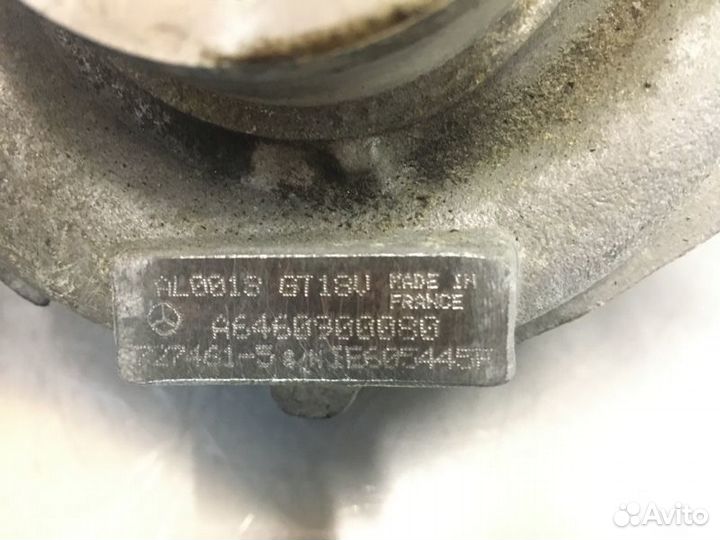 AL0018 GT18V MADE IN
FRANCE
A6460900080
727461-5
Avito